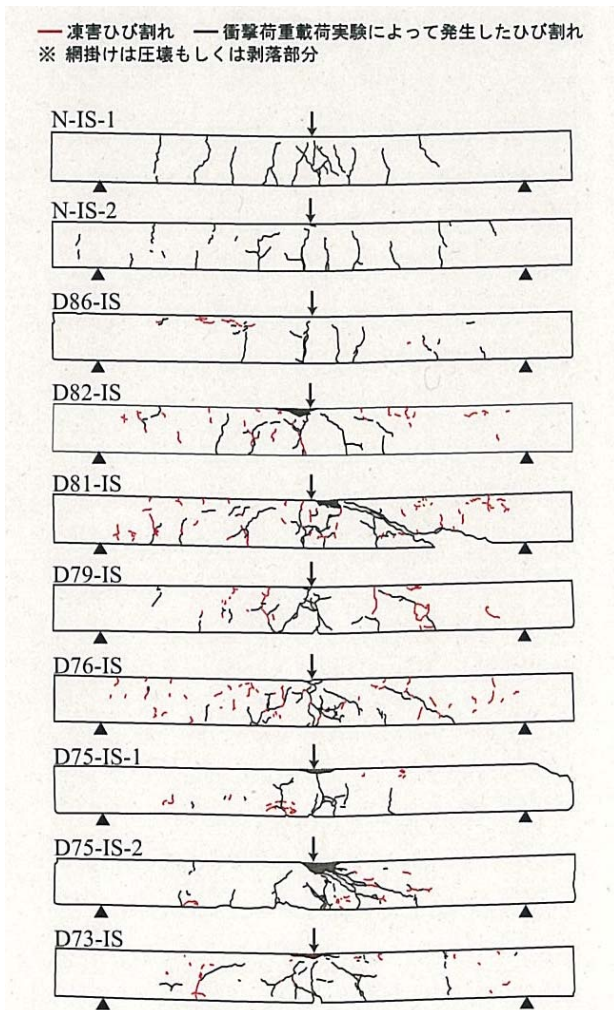 凍害ひび割れ 衝撃荷重載荷実験によって発生したひび割れ
※ 網掛けは圧壊もしくは剥落部分
N-IS-1
N-IS-2
D86-IS
D82-IS
D81-IS
D79-IS
D76-IS
D75-IS-1
D75-IS-2
D73-IS